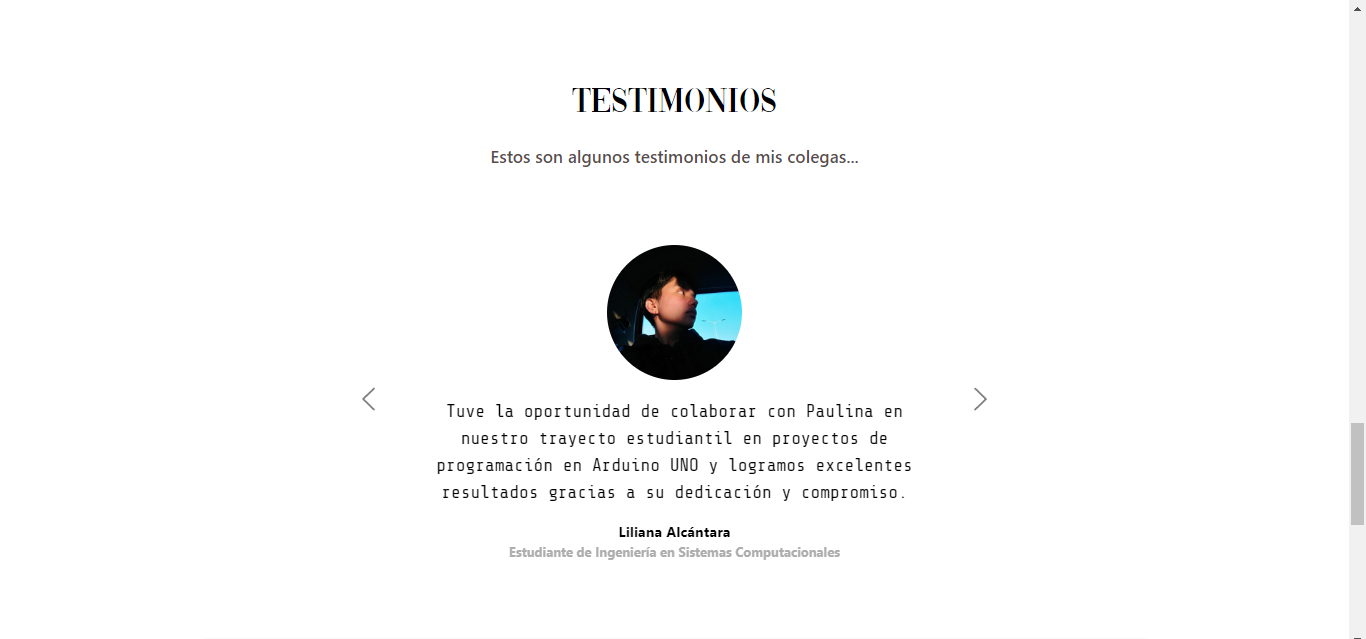 TESTIMONIOS
Estos son algunos testimonios de mis colegas...
Tuve la oportunidad de colaborar con Paulina en
nuestro trayecto estudiantil en proyectos de
programación en Arduino UNO y logramos excelentes
resultados gracias a su dedicación y compromiso.
Liliana Alcántara
Estudiante de Ingeniería en Sistemas Computacionales